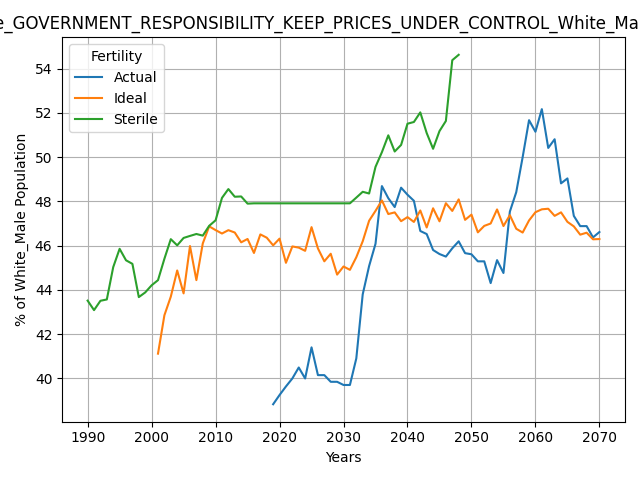 e_GOVERNMENT_RESPONSIBILITY_KEEP_PRICES_UNDER_CONTROL_White_Ma
Fertility
Actual
Ideal
Sterile
% of White_Male Population
54
52
50
48
46
44
42
40
1990 2000 2010 2020 2030 2040 2050 2060 2070
Years